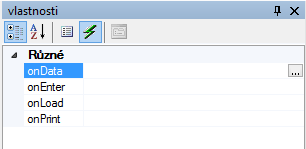 vlastnosti
Různé
onData
...
onEnter
onLoad
onPrint